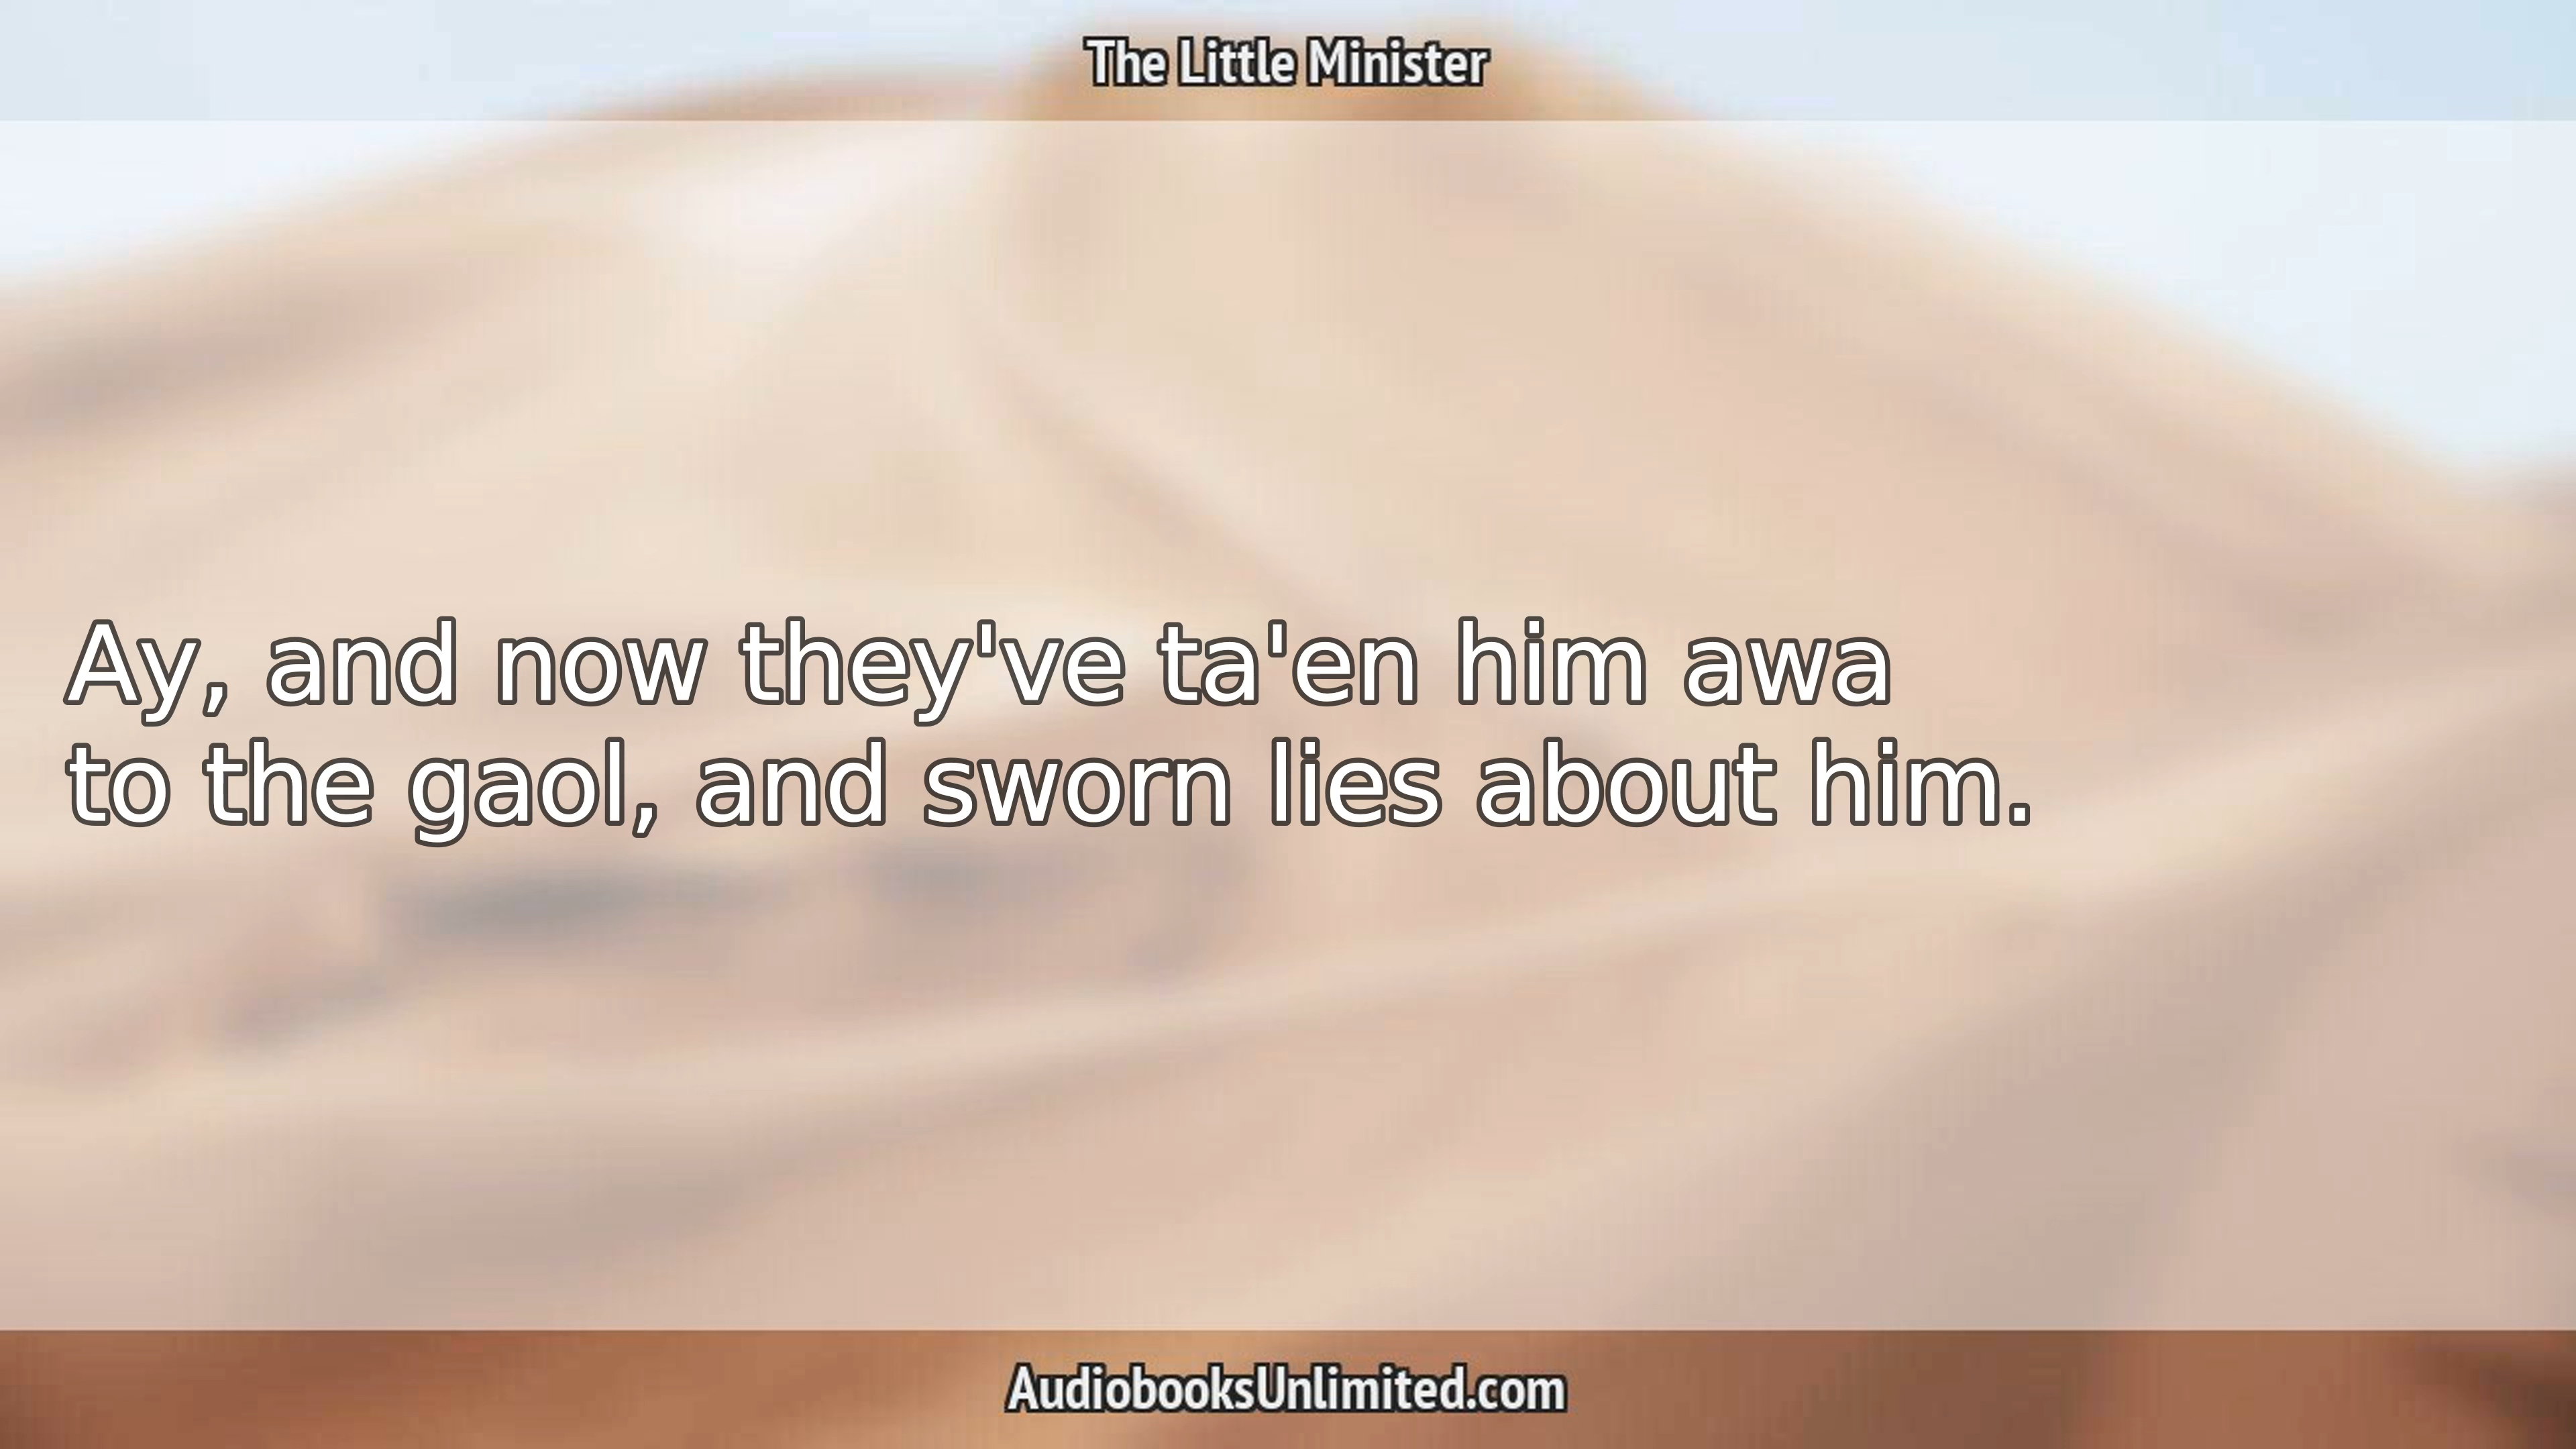 The Little Minister
Ay, and now they've ta'en him awa
to the gaol, and sworn lies about him.
AudiobooksUnlimited.com